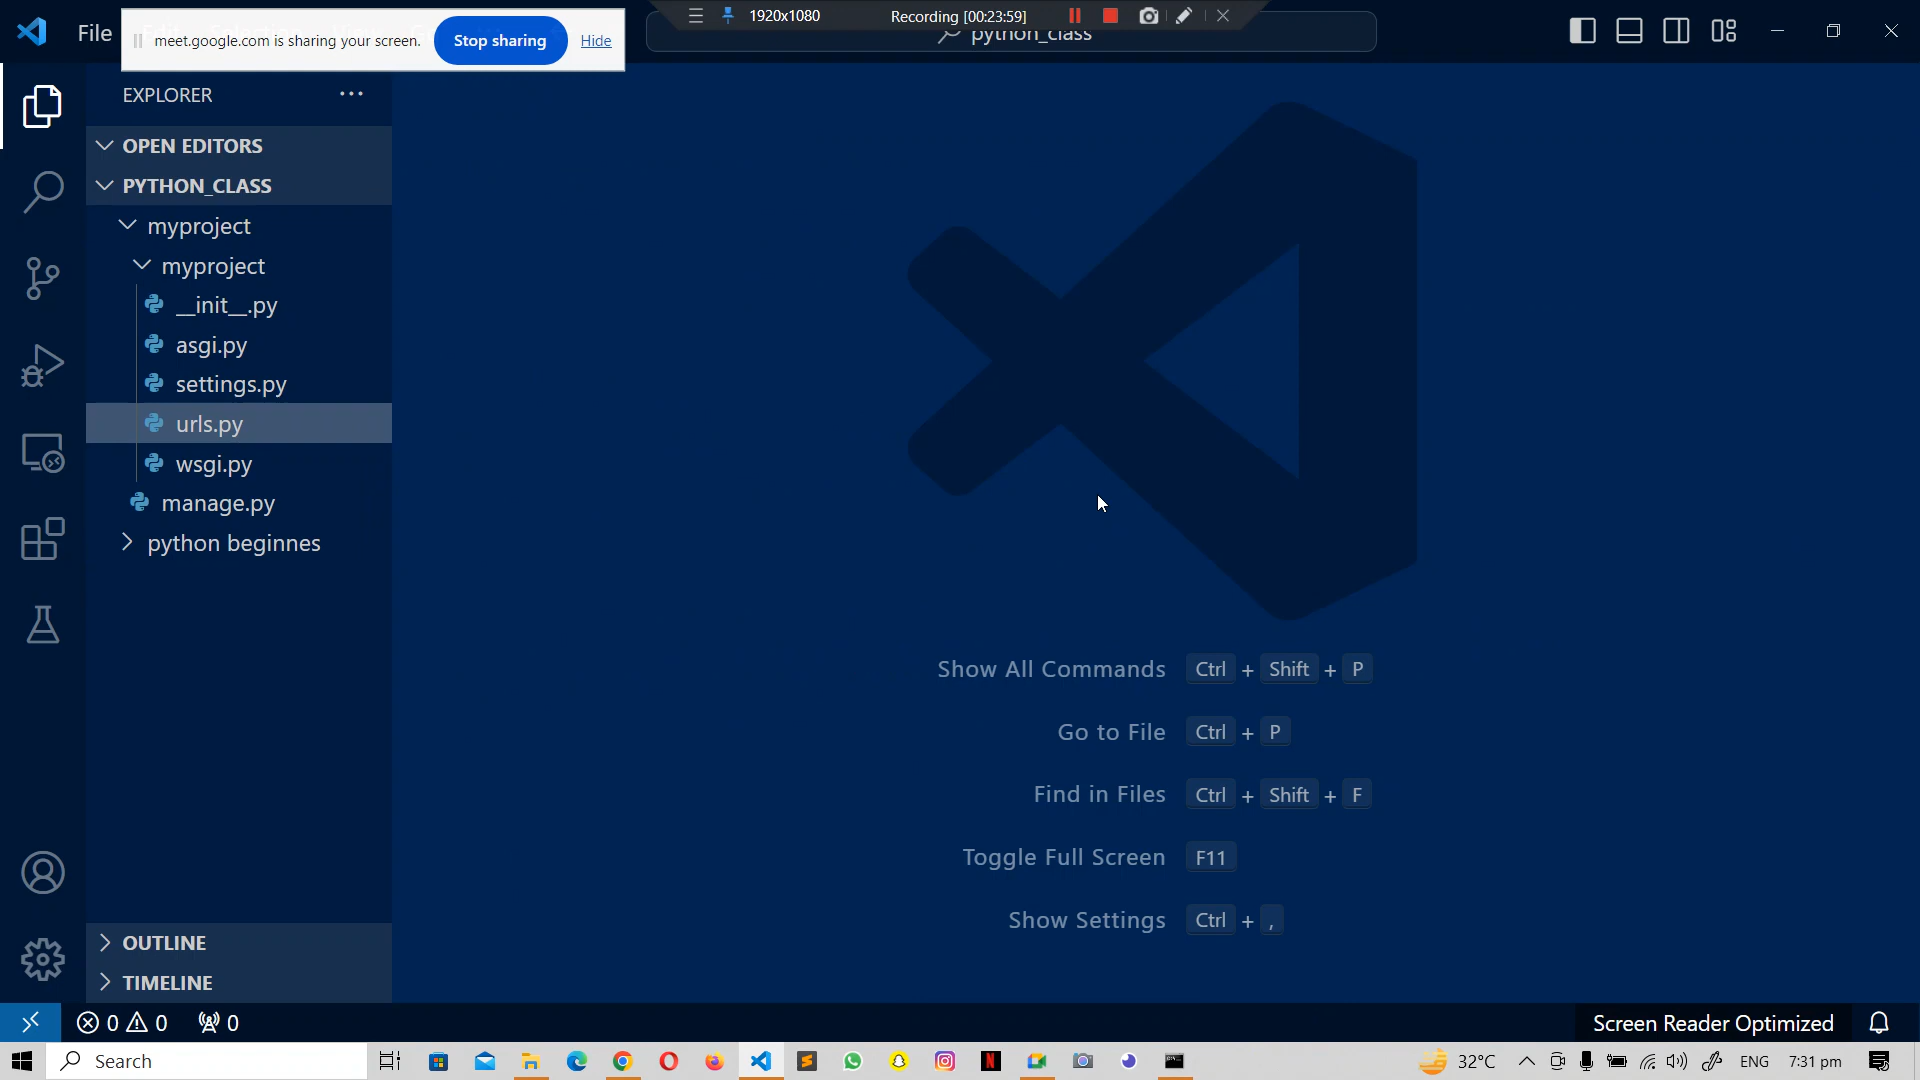 1920x1080
Recording [00:23:59]
File
meet.google.com is sharing your screen.
Stop sharing
Hide
python_class
EXPLORER
OPEN EDITORS
PYTHON_CLASS
myproject
myproject
__init__.py
asgi.py
settings.py
urls.py
wsgi.py
manage.py
python beginnes
Show All Commands Ctrl + Shift + P
Go to File Ctrl + P
Find in Files Ctrl + Shift + F
Toggle Full Screen F11
Show Settings Ctrl + ,
OUTLINE
TIMELINE
0 0 0
Screen Reader Optimized
Search
32°C
ENG
7:31 pm